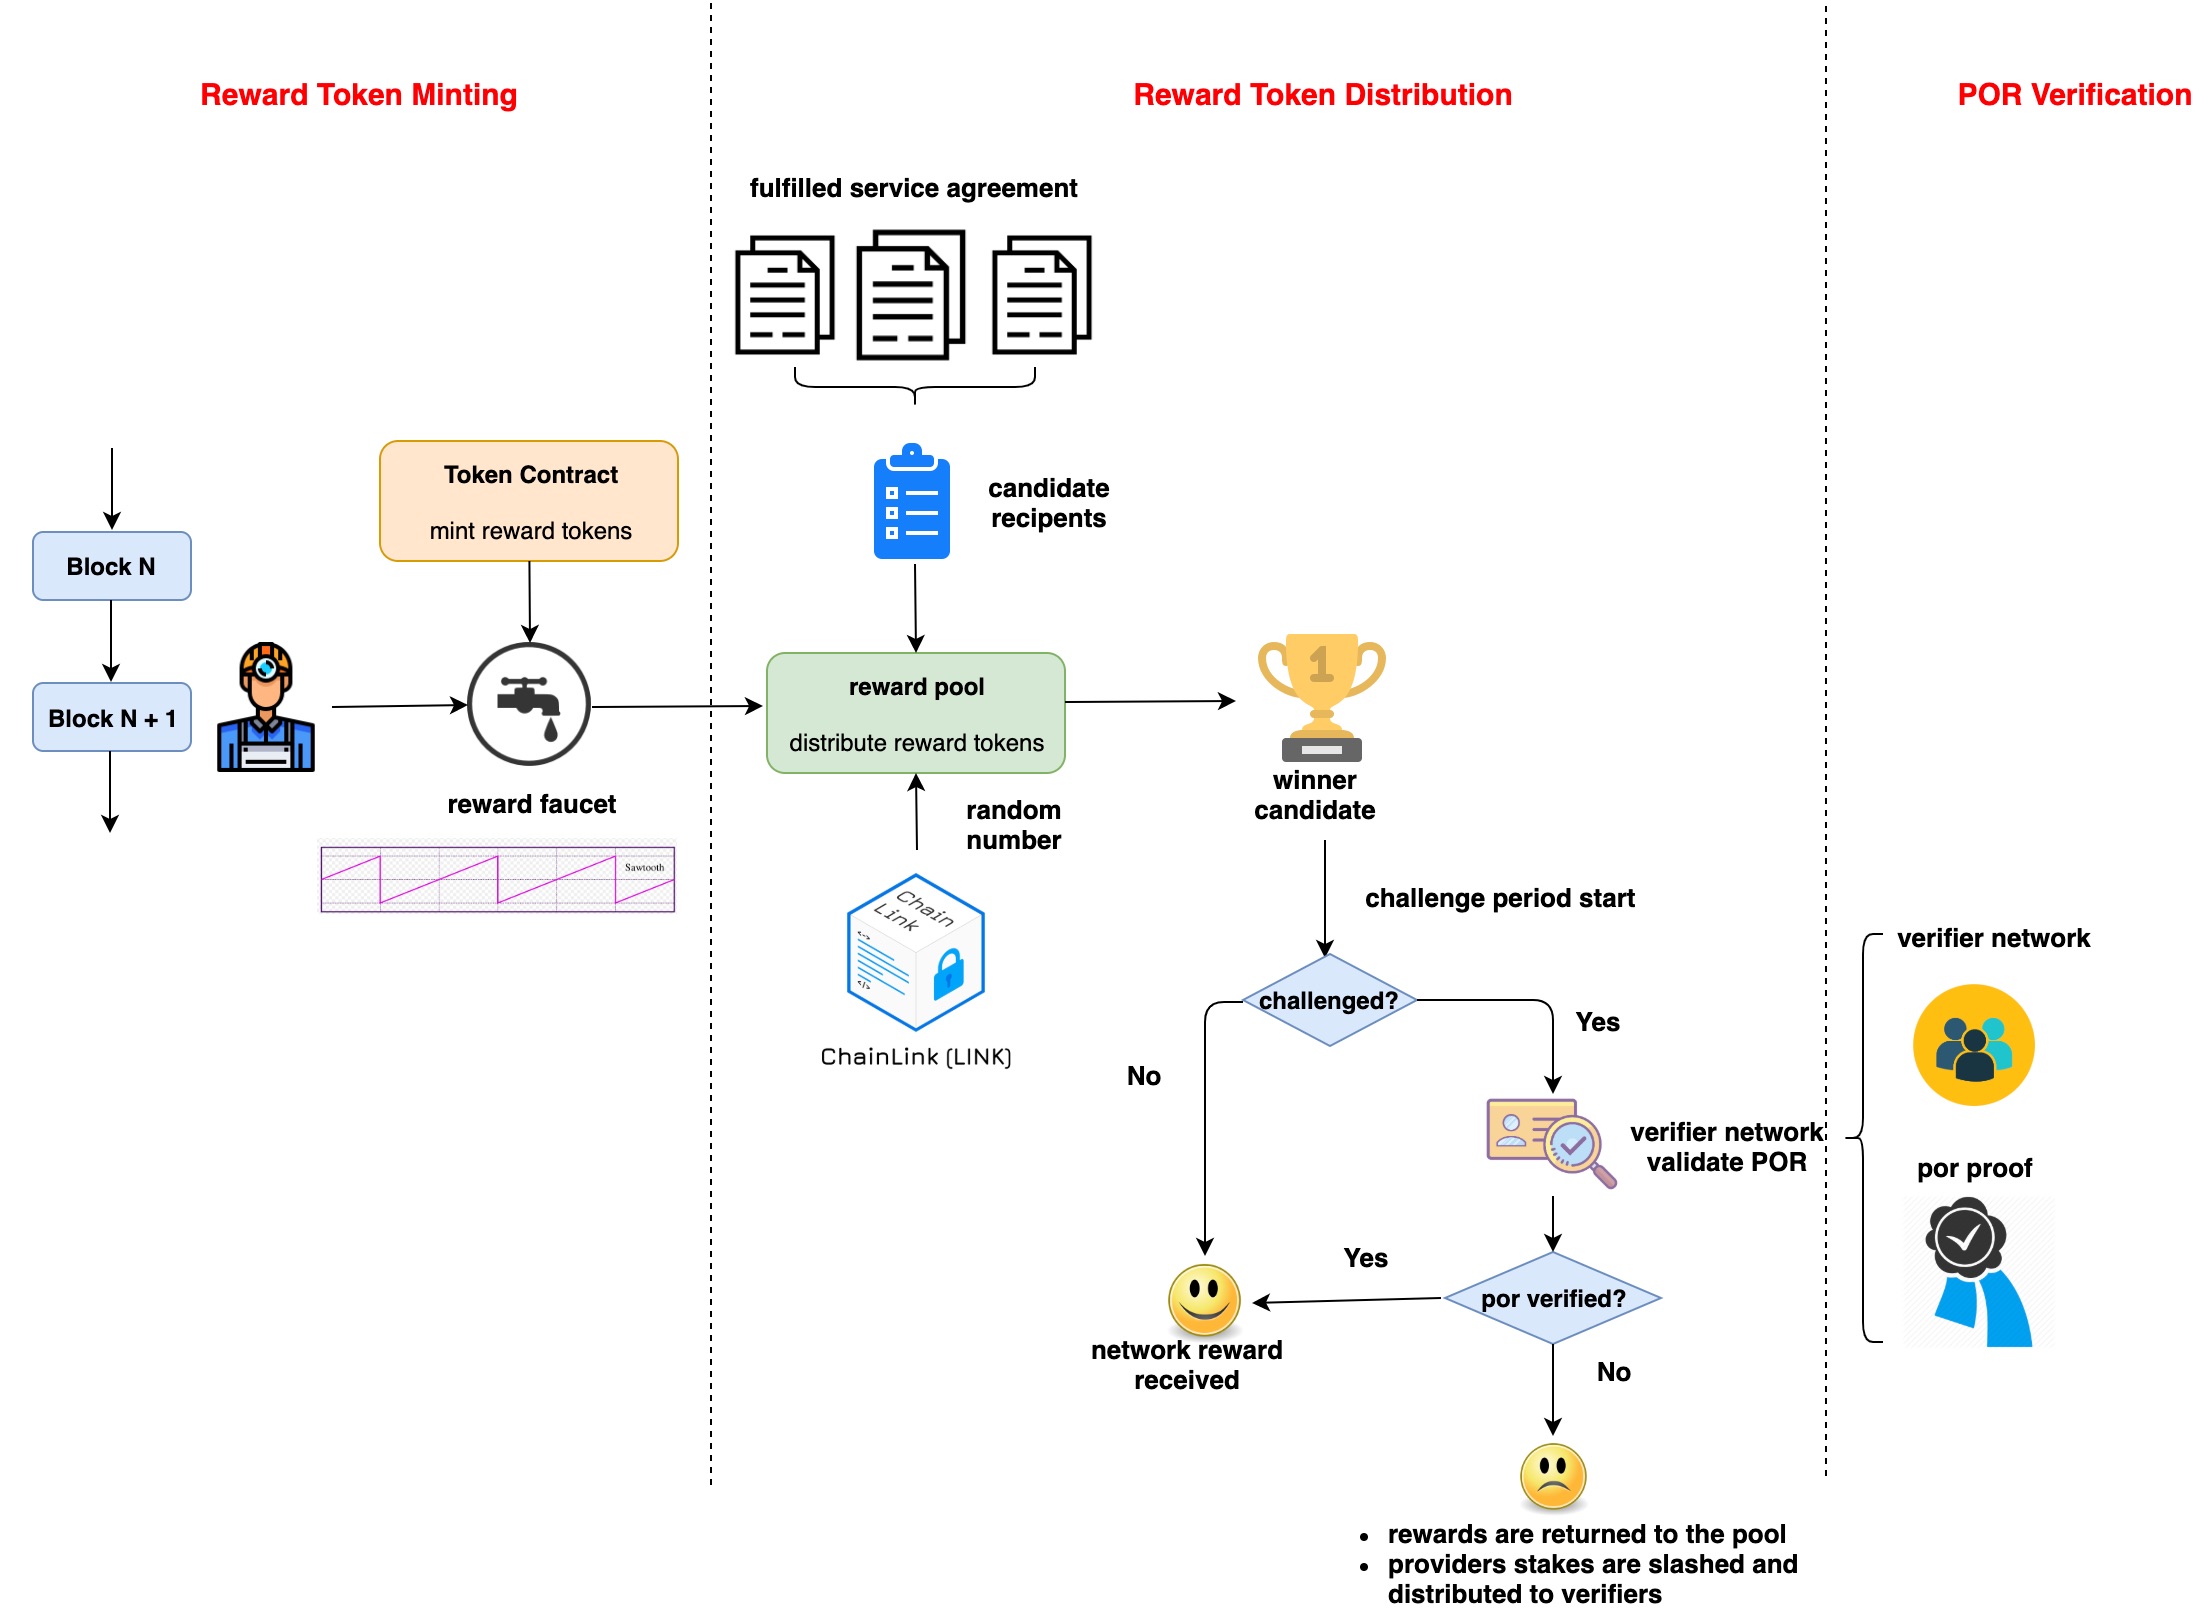 Reward Token Minting
Reward Token Distribution
POR Verification
fulfilled service agreement
Token Contract
mint reward tokens
candidate
recipents
Block N
Block N + 1
reward faucet
Sawtooth
reward pool
distribute reward tokens
random
number
Chain
Link
<-->
</>
ChainLink (LINK)
1
winner
candidate
challenge period start
challenged?
Yes
No
verifier network
validate POR
por verified?
Yes
No
network reward
received
• rewards are returned to the pool
• providers stakes are slashed and
distributed to verifiers
verifier network
por proof